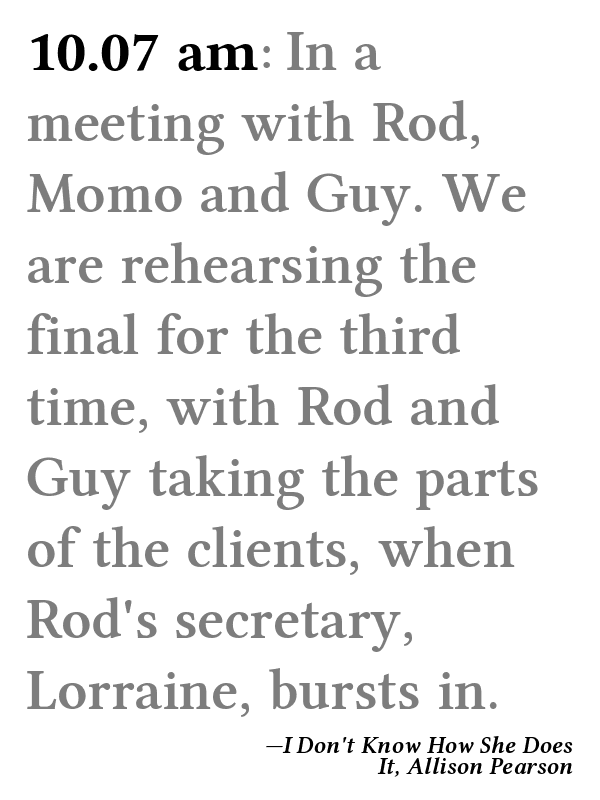 10.07 am: In a
meeting with Rod,
Momo and Guy. We
are rehearsing the
final for the third
time, with Rod and
Guy taking the parts
of the clients, when
Rod's secretary,
Lorraine, bursts in.
—I Don't Know How She Does
It, Allison Pearson